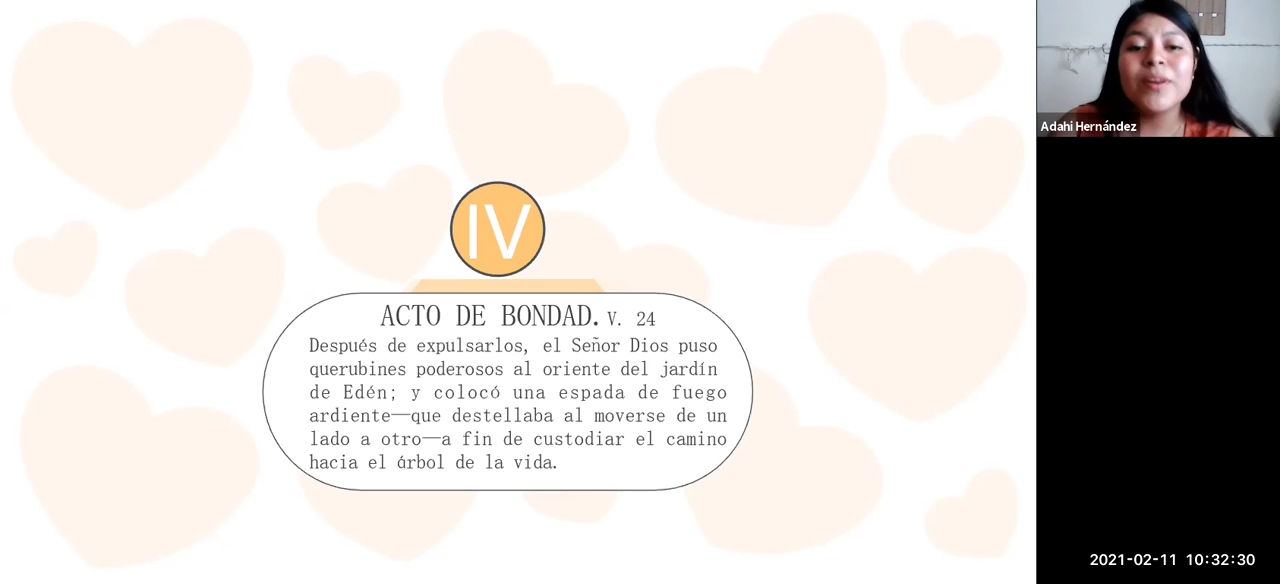 IV
ACTO DE BONDAD. V. 24
Después de expulsarlos, el Señor Dios puso
querubines poderosos al oriente del jardín
de Edén; y colocó una espada de fuego
ardiente—que destellaba al moverse de un
lado a otro—a fin de custodiar el camino
hacia el árbol de la vida.
Adahi Hernández
2021-02-11 10:32:30